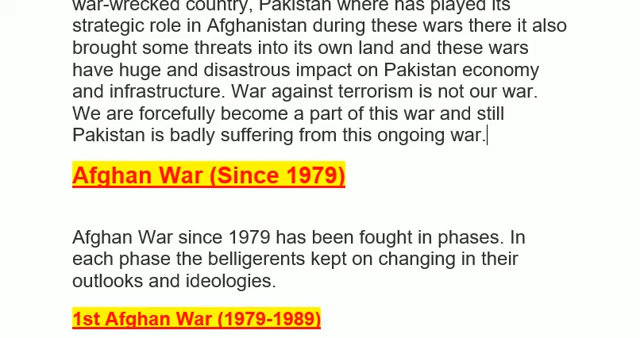 war-wrecked country, Pakistan where has played its
strategic role in Afghanistan during these wars there it also
brought some threats into its own land and these wars
have huge and disastrous impact on Pakistan economy
and infrastructure. War against terrorism is not our war.
We are forcefully become a part of this war and still
Pakistan is badly suffering from this ongoing war.
Afghan War (Since 1979)
Afghan War since 1979 has been fought in phases. In
each phase the belligerents kept on changing in their
outlooks and ideologies.
1st Afghan War (1979-1989)